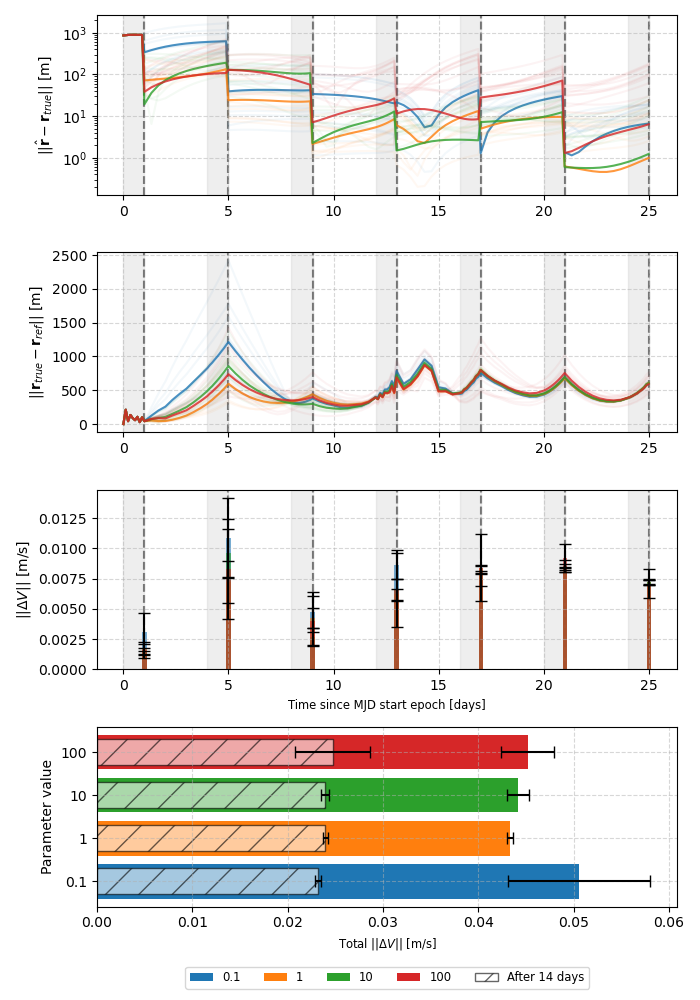 ||r̂ − r_true|| [m]
10³
10²
10¹
10⁰
0 5 10 15 20 25
||r_true − r_ref|| [m]
2500
2000
1500
1000
500
0
0 5 10 15 20 25
||ΔV|| [m/s]
0.0125
0.0100
0.0075
0.0050
0.0025
0.0000
0 5 10 15 20 25
Time since MJD start epoch [days]
Parameter value
100
10
1
0.1
0.00 0.01 0.02 0.03 0.04 0.05 0.06
Total ||ΔV|| [m/s]
0.1 1 10 100 After 14 days